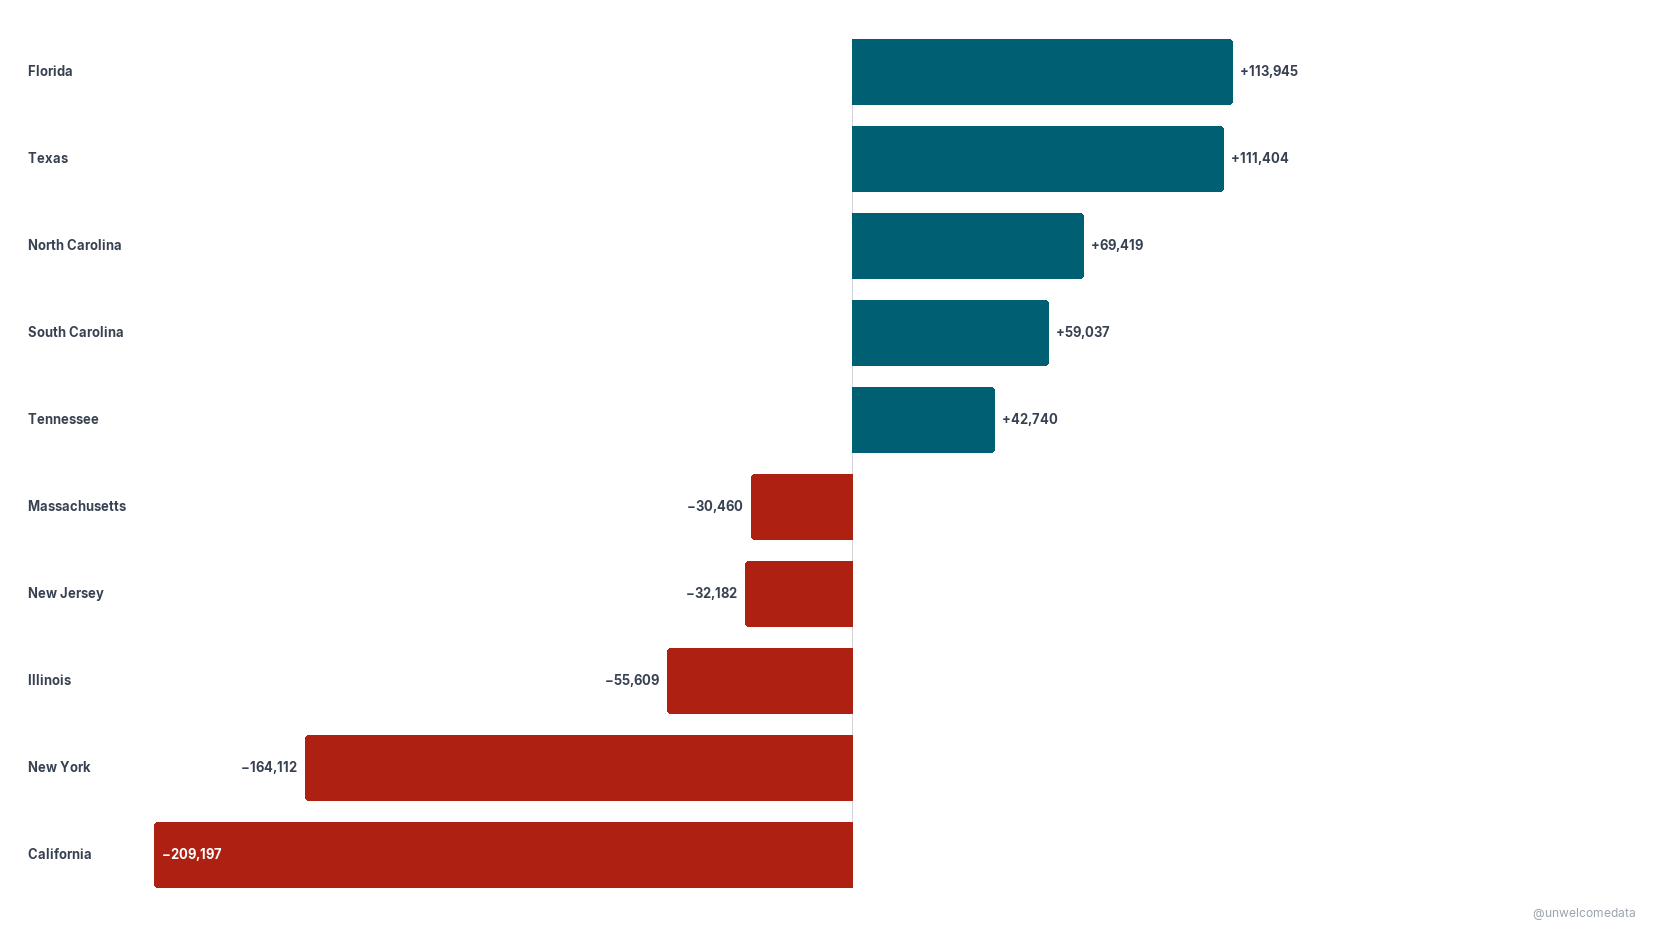 Florida +113,945
Texas +111,404
North Carolina +69,419
South Carolina +59,037
Tennessee +42,740
Massachusetts −30,460
New Jersey −32,182
Illinois −55,609
New York −164,112
California −209,197
@unwelcomedata